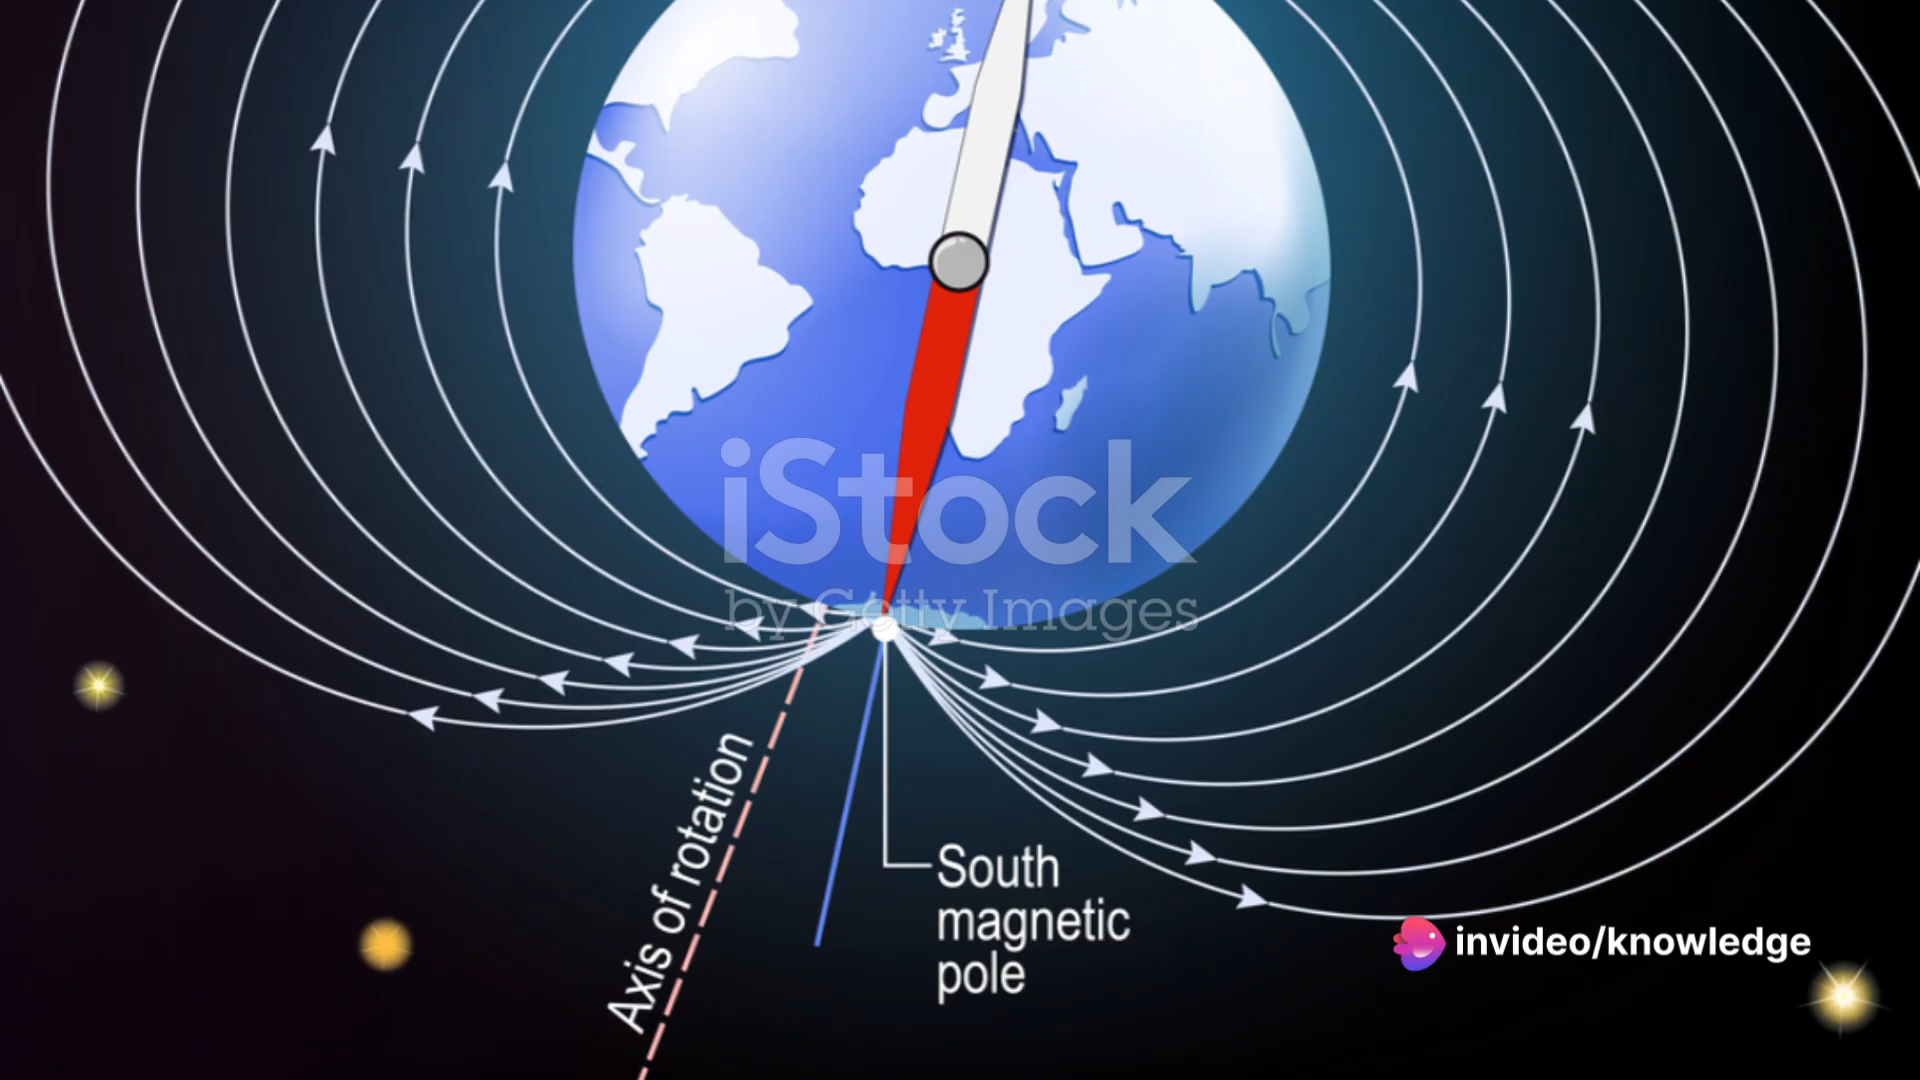 iStock
by Getty Images
Axis of rotation
South
magnetic
pole
invideo/knowledge